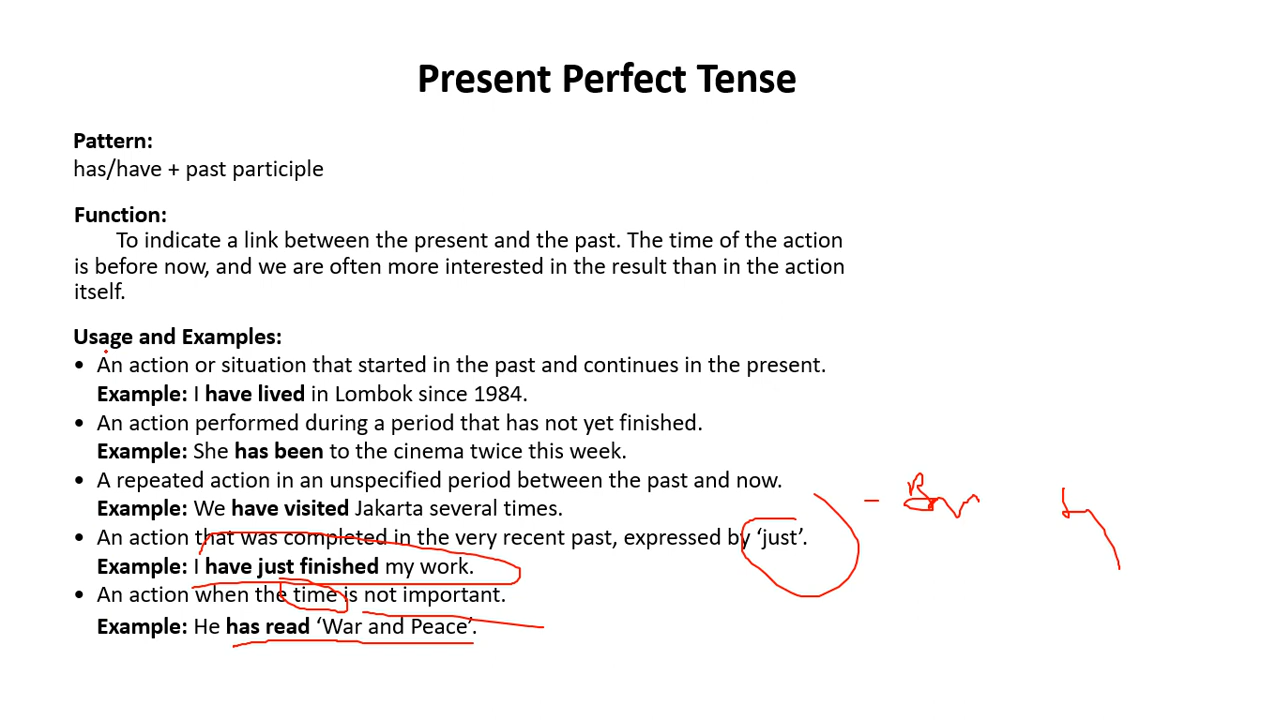 Present Perfect Tense
Pattern:
has/have + past participle
Function:
To indicate a link between the present and the past. The time of the action
is before now, and we are often more interested in the result than in the action
itself.
Usage and Examples:
• An action or situation that started in the past and continues in the present.
Example: I have lived in Lombok since 1984.
• An action performed during a period that has not yet finished.
Example: She has been to the cinema twice this week.
• A repeated action in an unspecified period between the past and now.
Example: We have visited Jakarta several times.
• An action that was completed in the very recent past, expressed by ‘just’.
Example: I have just finished my work.
• An action when the time is not important.
Example: He has read ‘War and Peace’.